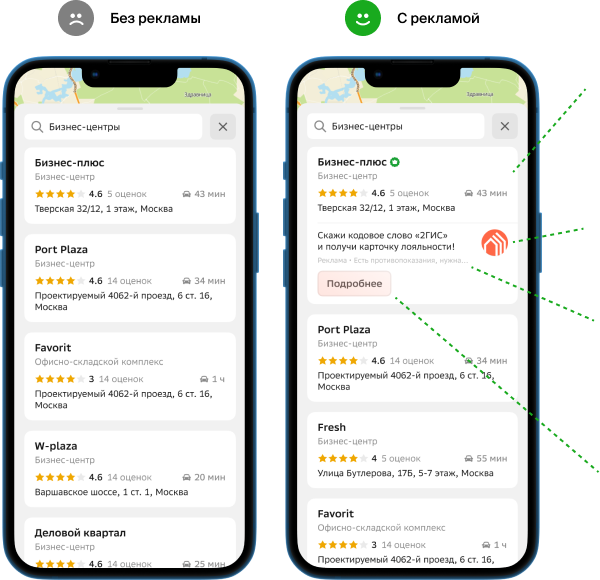 Без рекламы
Здравница
Бизнес-центры
Бизнес-плюс
Бизнес-центр
4.6 5 оценок 43 мин
Тверская 32/12, 1 этаж, Москва
Port Plaza
Бизнес-центр
4.6 14 оценок 34 мин
Проектируемый 4062-й проезд, 6 ст. 16,
Москва
Favorit
Офисно-складской комплекс
3 14 оценок 1 ч
Проектируемый 4062-й проезд, 6 ст. 16,
Москва
W-plaza
Бизнес-центр
4.6 14 оценок 20 мин
Варшавское шоссе, 1 ст. 1, Москва
Деловой квартал
Бизнес-центр
4.6 14 оценок 25 мин
С рекламой
Здравница
Бизнес-центры
Бизнес-плюс
Бизнес-центр
4.6 5 оценок 43 мин
Тверская 32/12, 1 этаж, Москва
Скажи кодовое слово «2ГИС»
и получи карточку лояльности!
Реклама • Есть противопоказания, нужна...
Подробнее
Port Plaza
Бизнес-центр
4.6 14 оценок 34 мин
Проектируемый 4062-й проезд, 6 ст. 16,
Москва
Fresh
Бизнес-центр
4 5 оценок 55 мин
Улица Бутлерова, 17Б, 5-7 этаж, Москва
Favorit
Офисно-складской комплекс
3 14 оценок 1 ч
Проектируемый 4062-й проезд, 6 ст. 16,